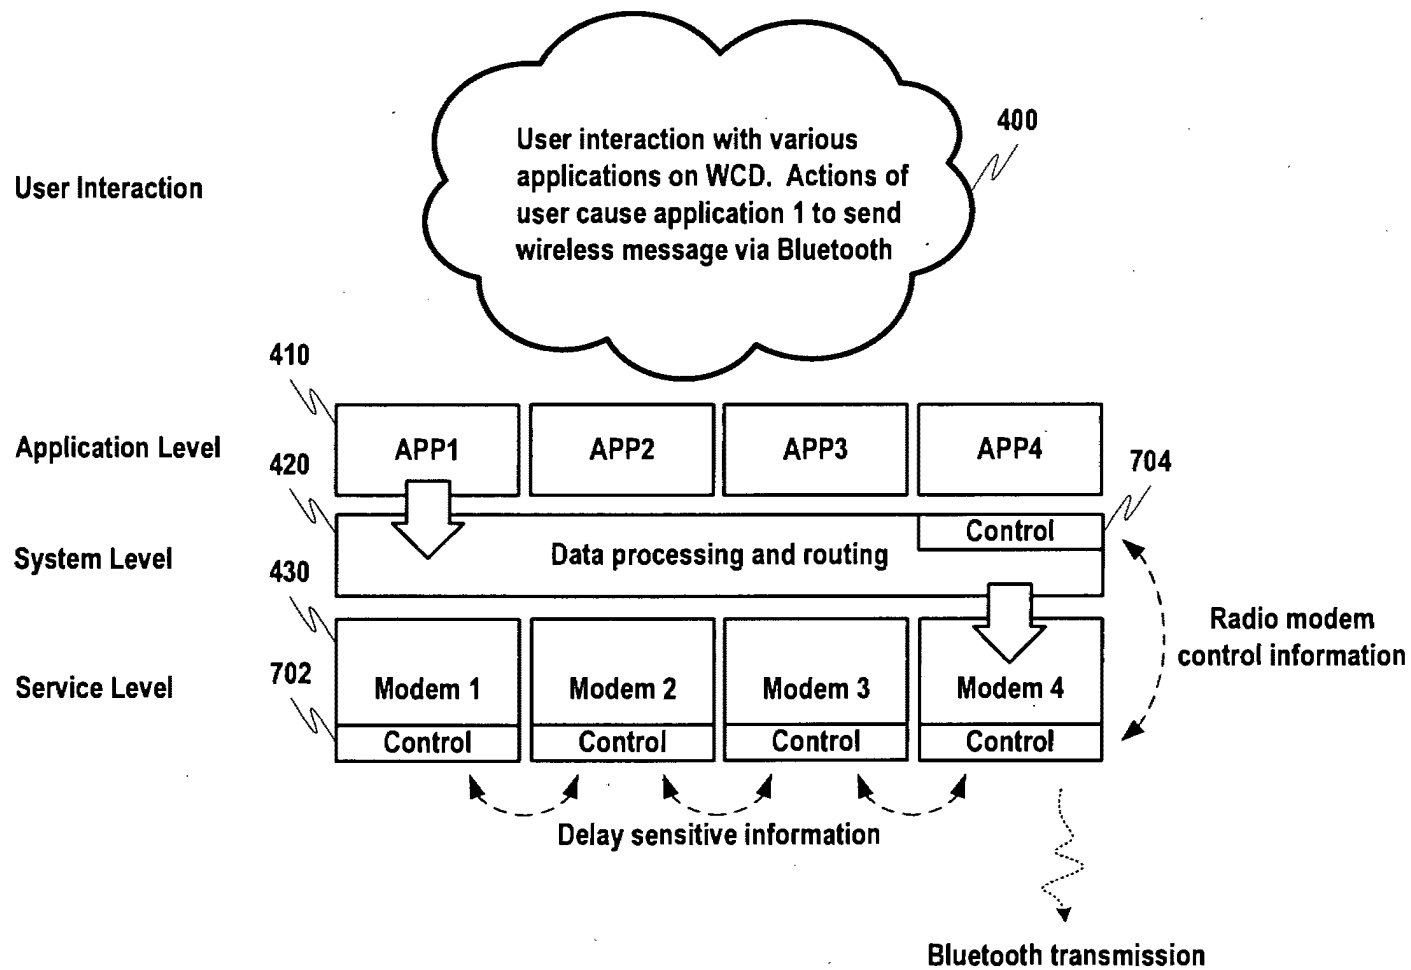 User interaction with various
applications on WCD. Actions of
user cause application 1 to send
wireless message via Bluetooth
400
User Interaction
410
Application Level
APP1
APP2
APP3
APP4
420
704
System Level
Data processing and routing
Control
430
Radio modem
control information
Service Level
702
Modem 1
Modem 2
Modem 3
Modem 4
Control
Control
Control
Control
Delay sensitive information
Bluetooth transmission